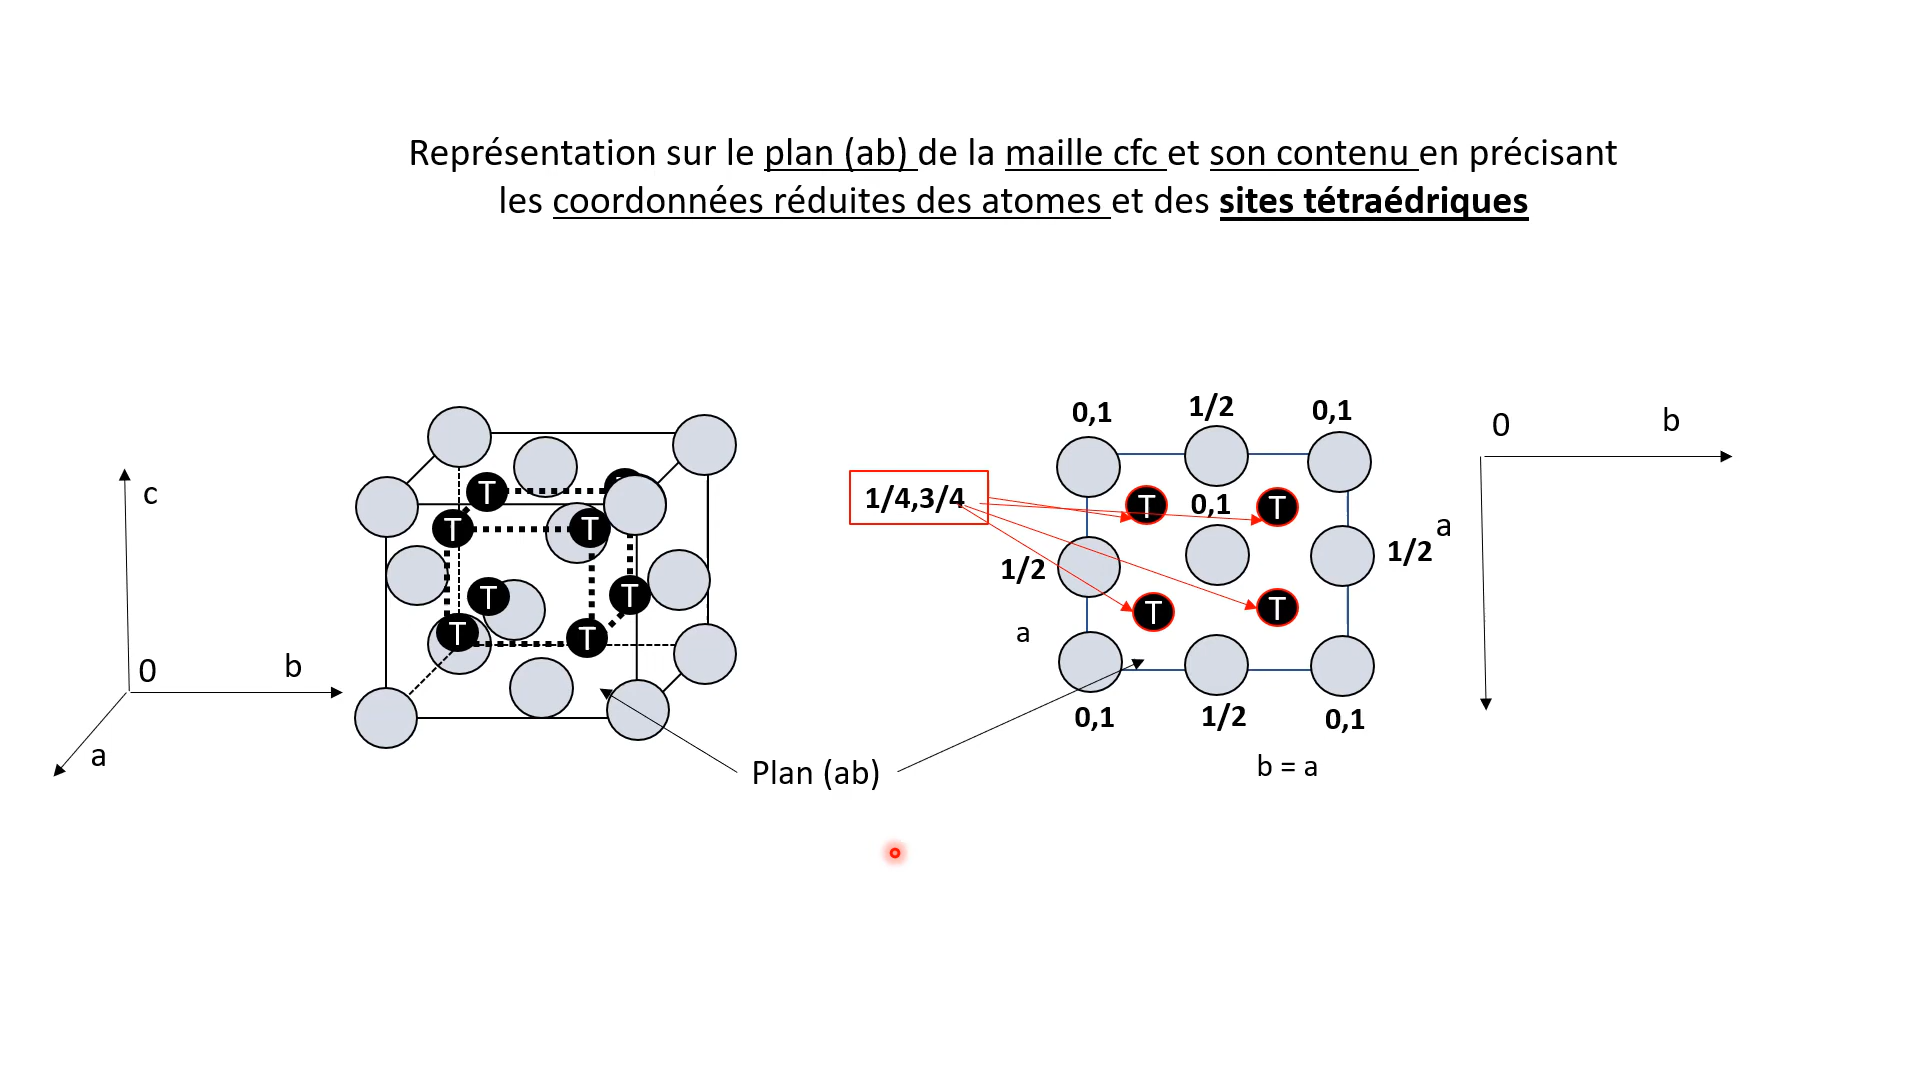 Représentation sur le plan (ab) de la maille cfc et son contenu en précisant
les coordonnées réduites des atomes et des sites tétraédriques
c
0
b
a
T
T
T
T
T
T
T
Plan (ab)
0,1
1/2
0,1
1/4,3/4
T
0,1
T
1/2
1/2
a
T
T
0,1
1/2
0,1
b = a
0
b
a